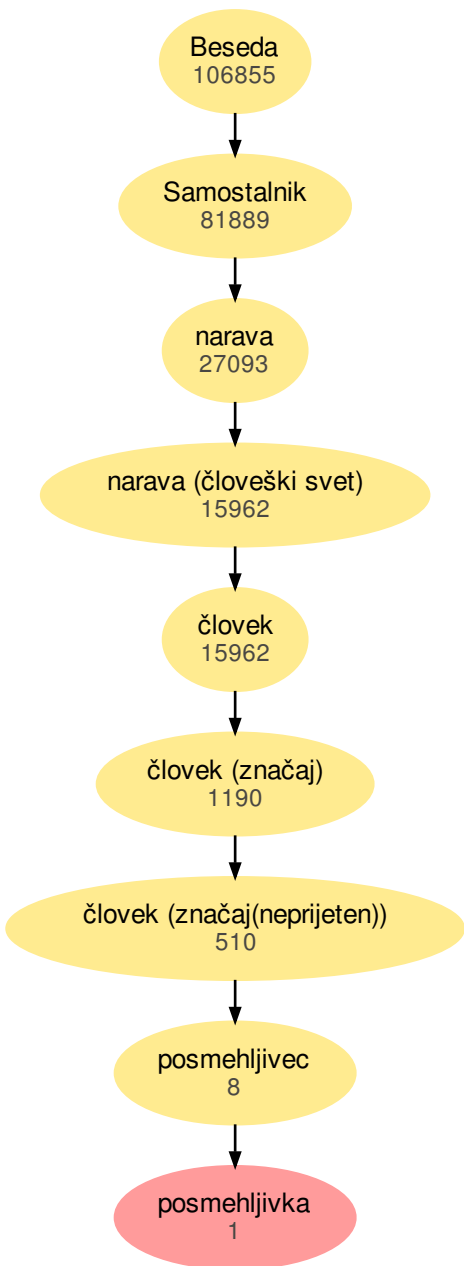 Beseda
106855
Samostalnik
81889
narava
27093
narava (človeški svet)
15962
človek
15962
človek (značaj)
1190
človek (značaj(neprijeten))
510
posmehljivec
8
posmehljivka
1